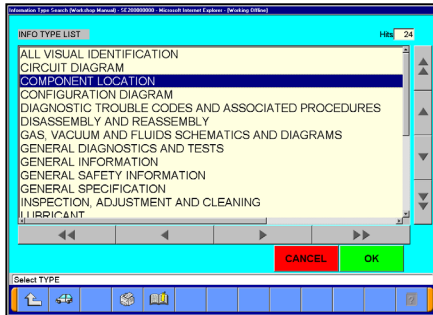 Information Type Search (Workshop Manual) - SE200000000 - Microsoft Internet Explorer - [Working Offline]
INFO TYPE LIST
Hits 24
ALL VISUAL IDENTIFICATION
CIRCUIT DIAGRAM
COMPONENT LOCATION
CONFIGURATION DIAGRAM
DIAGNOSTIC TROUBLE CODES AND ASSOCIATED PROCEDURES
DISASSEMBLY AND REASSEMBLY
GAS, VACUUM AND FLUIDS SCHEMATICS AND DIAGRAMS
GENERAL DIAGNOSTICS AND TESTS
GENERAL INFORMATION
GENERAL SAFETY INFORMATION
GENERAL SPECIFICATION
INSPECTION, ADJUSTMENT AND CLEANING
LUBRICANT
CANCEL OK
Select TYPE
?